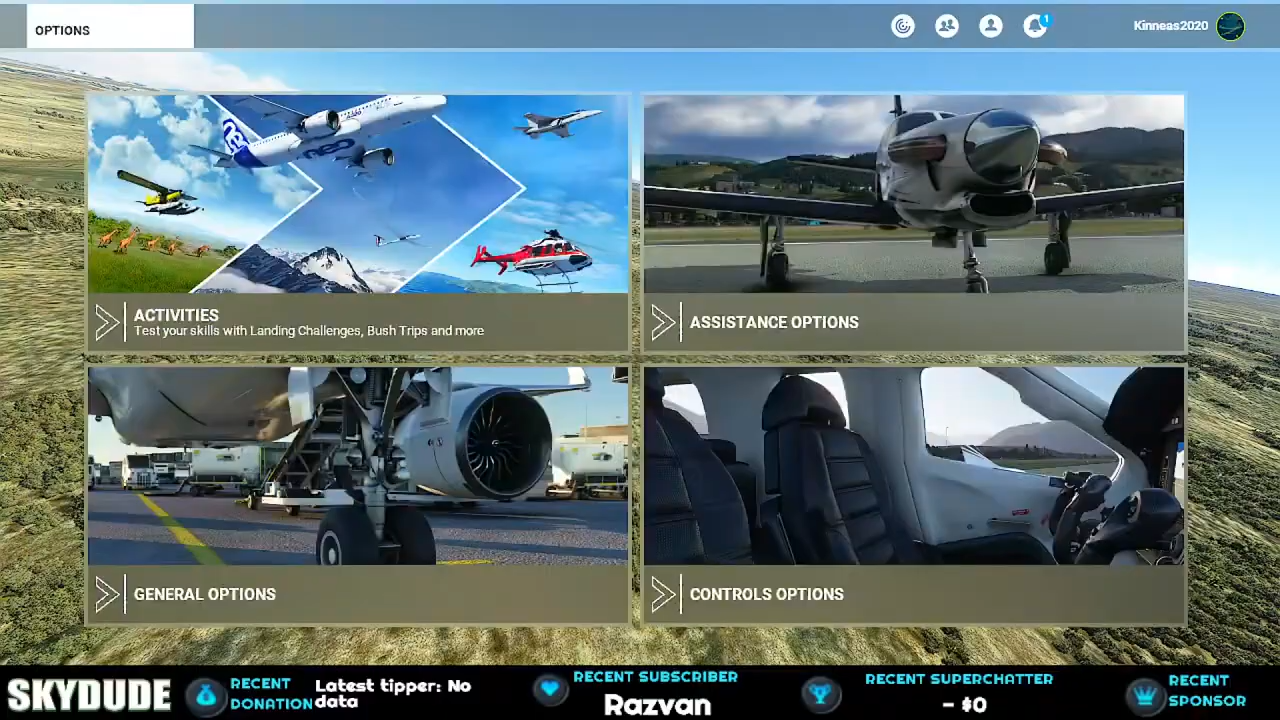 OPTIONS
1
Kinneas2020
ACTIVITIES
Test your skills with Landing Challenges, Bush Trips and more
ASSISTANCE OPTIONS
GENERAL OPTIONS
CONTROLS OPTIONS
SKYDUDE
RECENT
DONATION
Latest tipper: No
data
RECENT SUBSCRIBER
Razvan
RECENT SUPERCHATTER
- $0
RECENT
SPONSOR